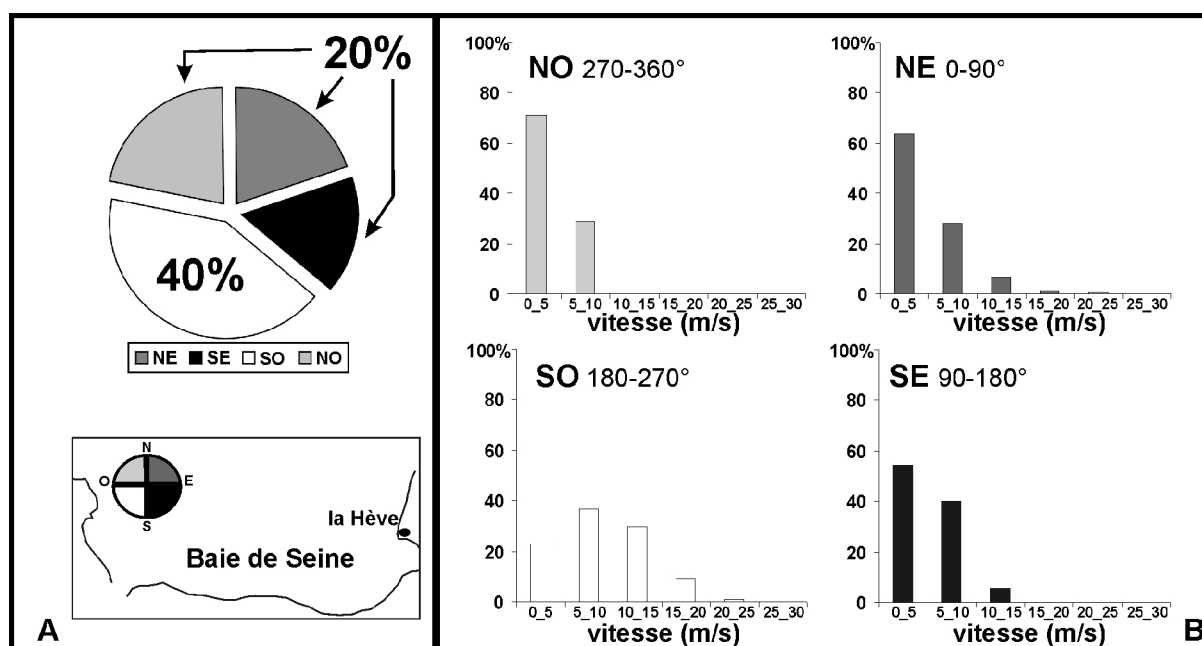 20%
40%
NE SE SO NO
N
O E
S
la Hève
Baie de Seine
A
100%
NO 270-360°
80
60
40
20
0
0_5 5_10 10_15 15_20 20_25 25_30
vitesse (m/s)
100%
NE 0-90°
80
60
40
20
0
0_5 5_10 10_15 15_20 20_25 25_30
vitesse (m/s)
100%
SO 180-270°
80
60
40
20
0
0_5 5_10 10_15 15_20 20_25 25_30
vitesse (m/s)
100%
SE 90-180°
80
60
40
20
0
0_5 5_10 10_15 15_20 20_25 25_30
vitesse (m/s)
B